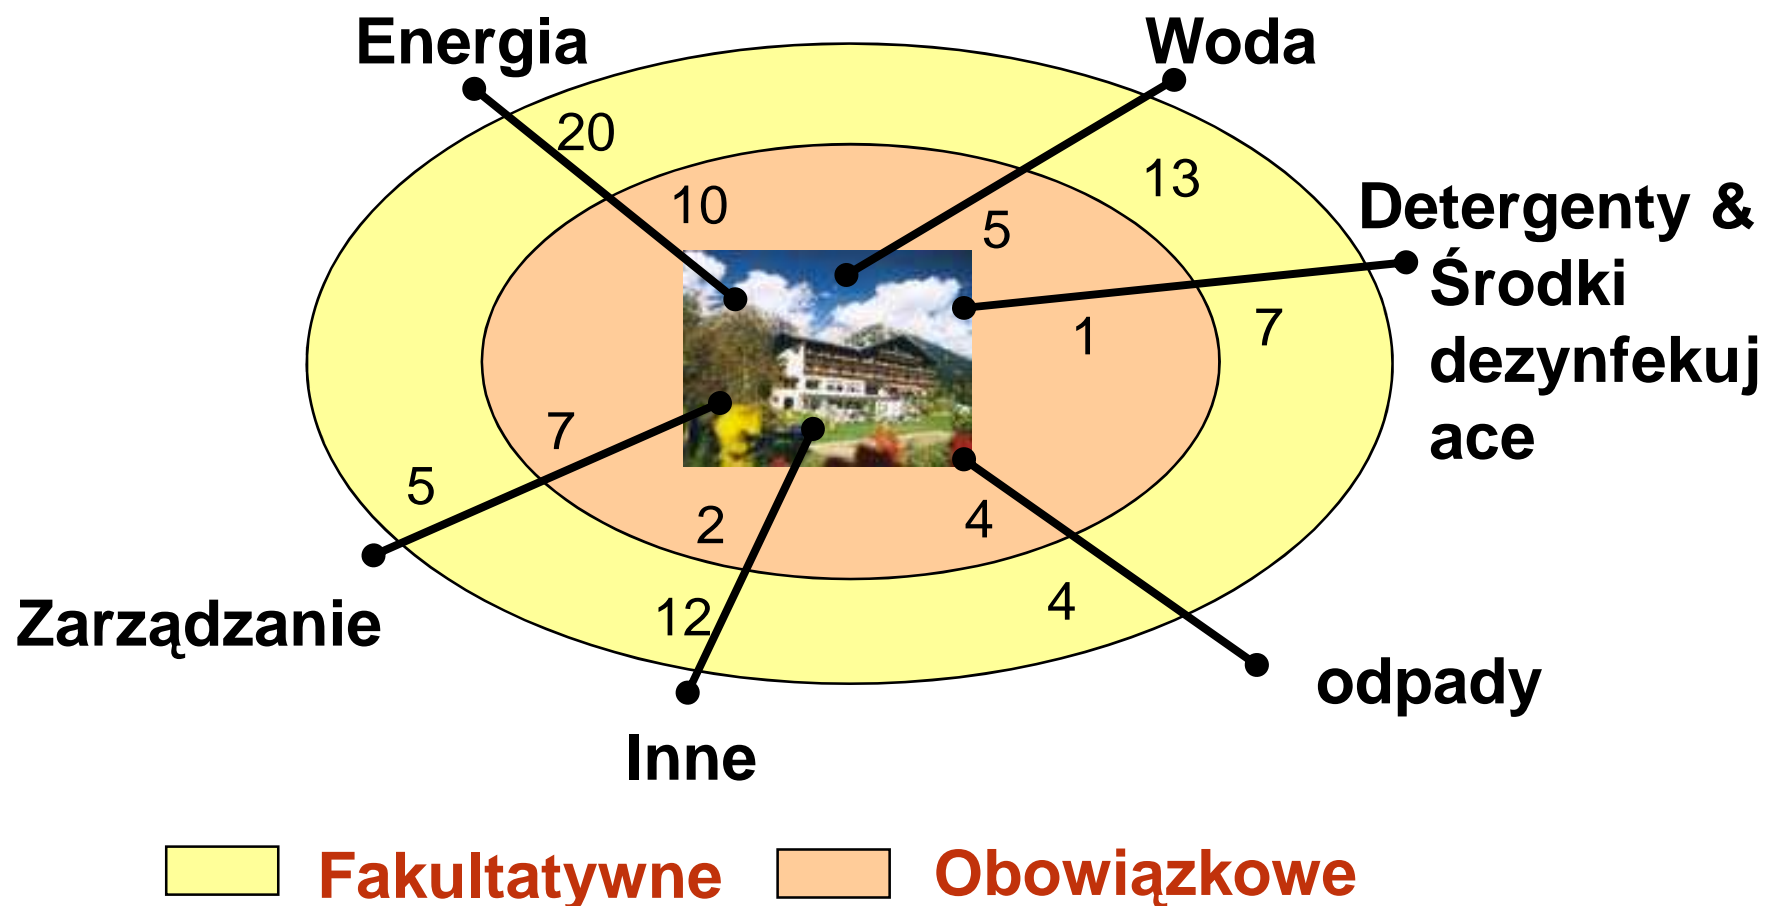 Energia
Woda
20
13
10
5
Detergenty &
Środki
dezynfekuj
ace
1
7
7
5
2
4
12
4
Zarządzanie
odpady
Inne
Fakultatywne
Obowiązkowe